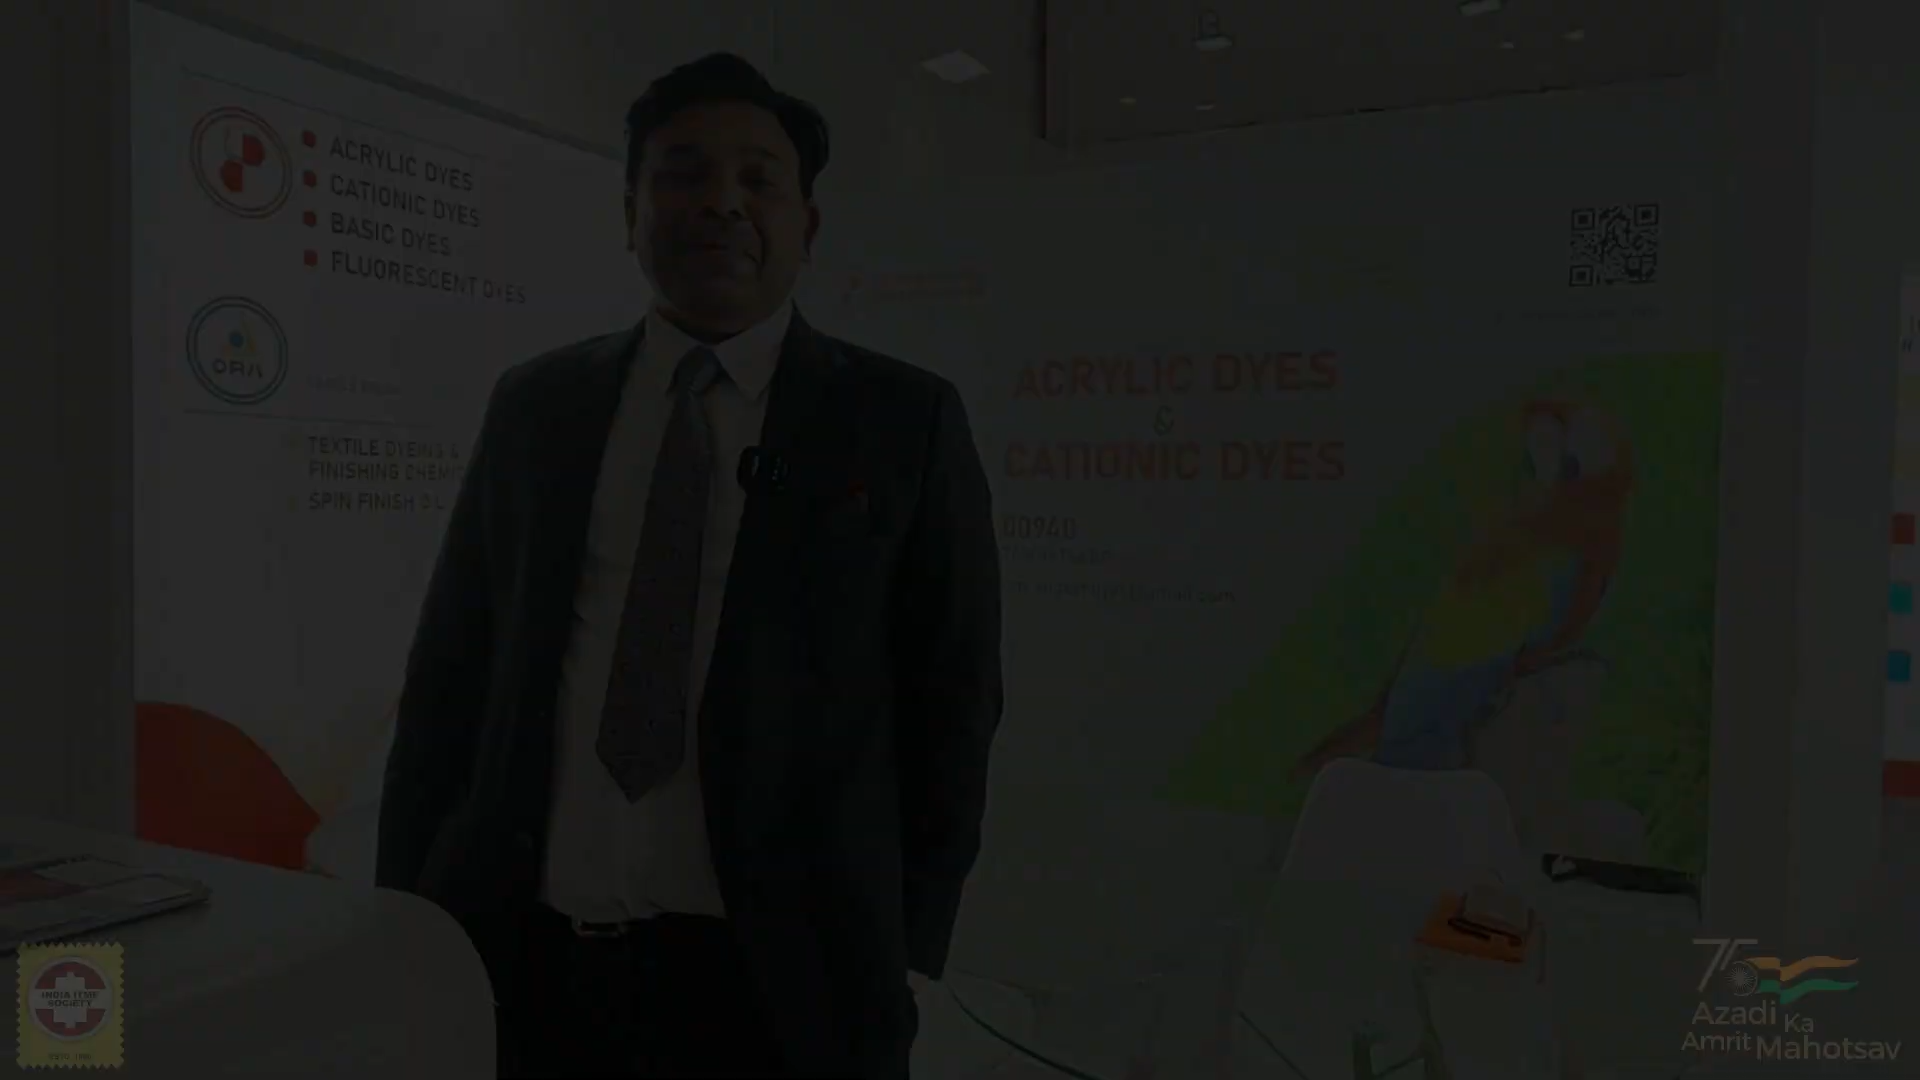 ACRYLIC DYES
CATIONIC DYES
BASIC DYES
FLUORESCENT DYES
ORA
TEXTILE DYEING &
FINISHING CHEMIC
SPIN FINISH OIL
ACRYLIC DYES
&
CATIONIC DYES
INDIA ITME
SOCIETY
75
Azadi Ka
Amrit Mahotsav